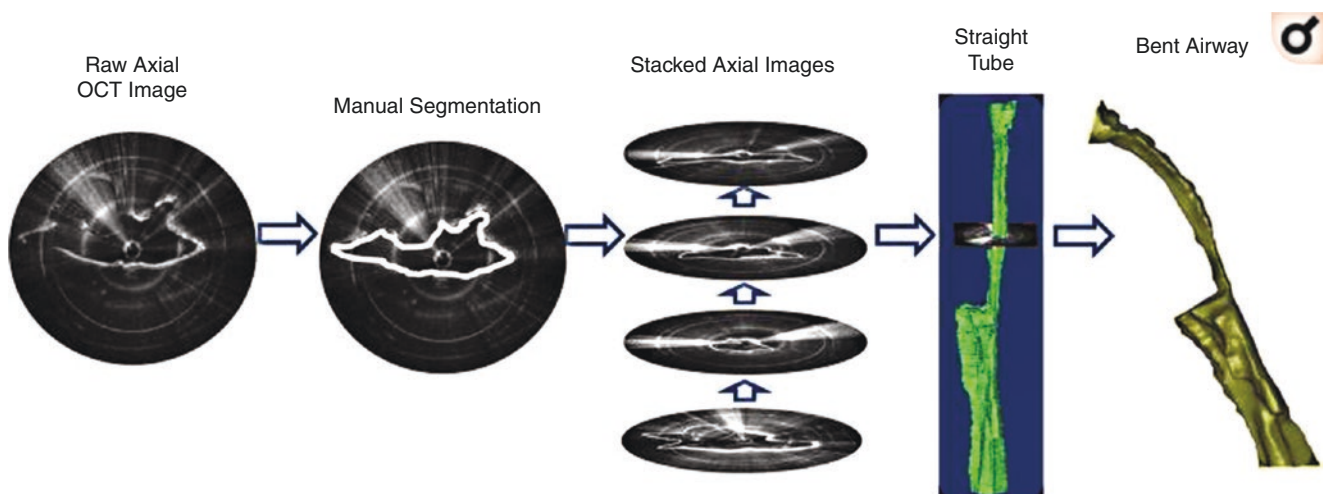 Raw Axial
OCT Image
Manual Segmentation
Stacked Axial Images
Straight
Tube
Bent Airway